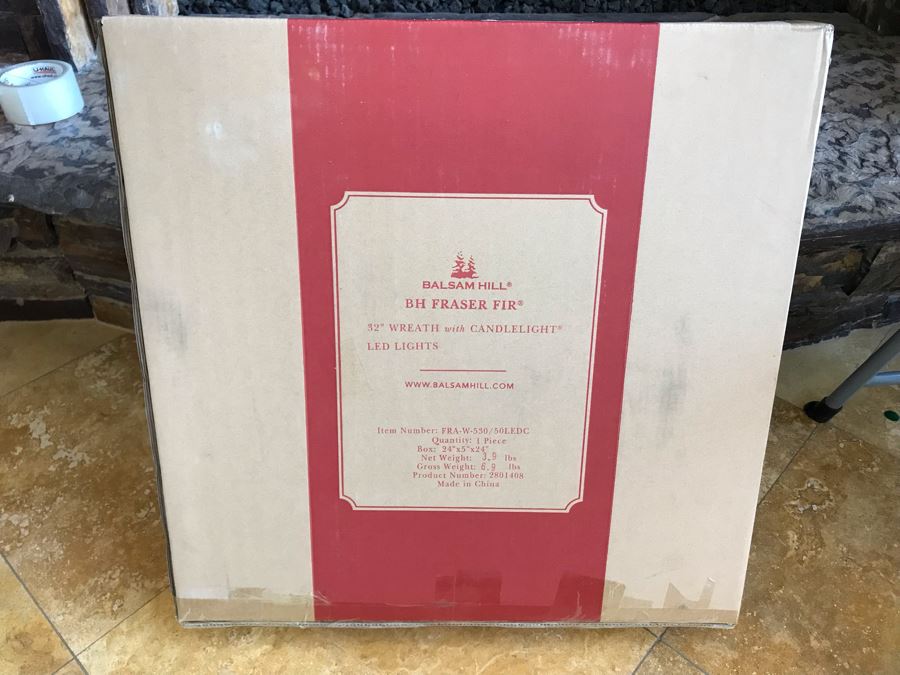 U-HAUL
BALSAM HILL®
BH FRASER FIR®
32" WREATH with CANDLELIGHT®
LED LIGHTS
WWW.BALSAMHILL.COM
Item Number: FRA-W-530/50LEDC
Quantity: 1 Piece
Box: 24"x5"x24"
Net Weight: 3.9 lbs
Gross Weight: 6.9 lbs
Product Number: 2801408
Made in China